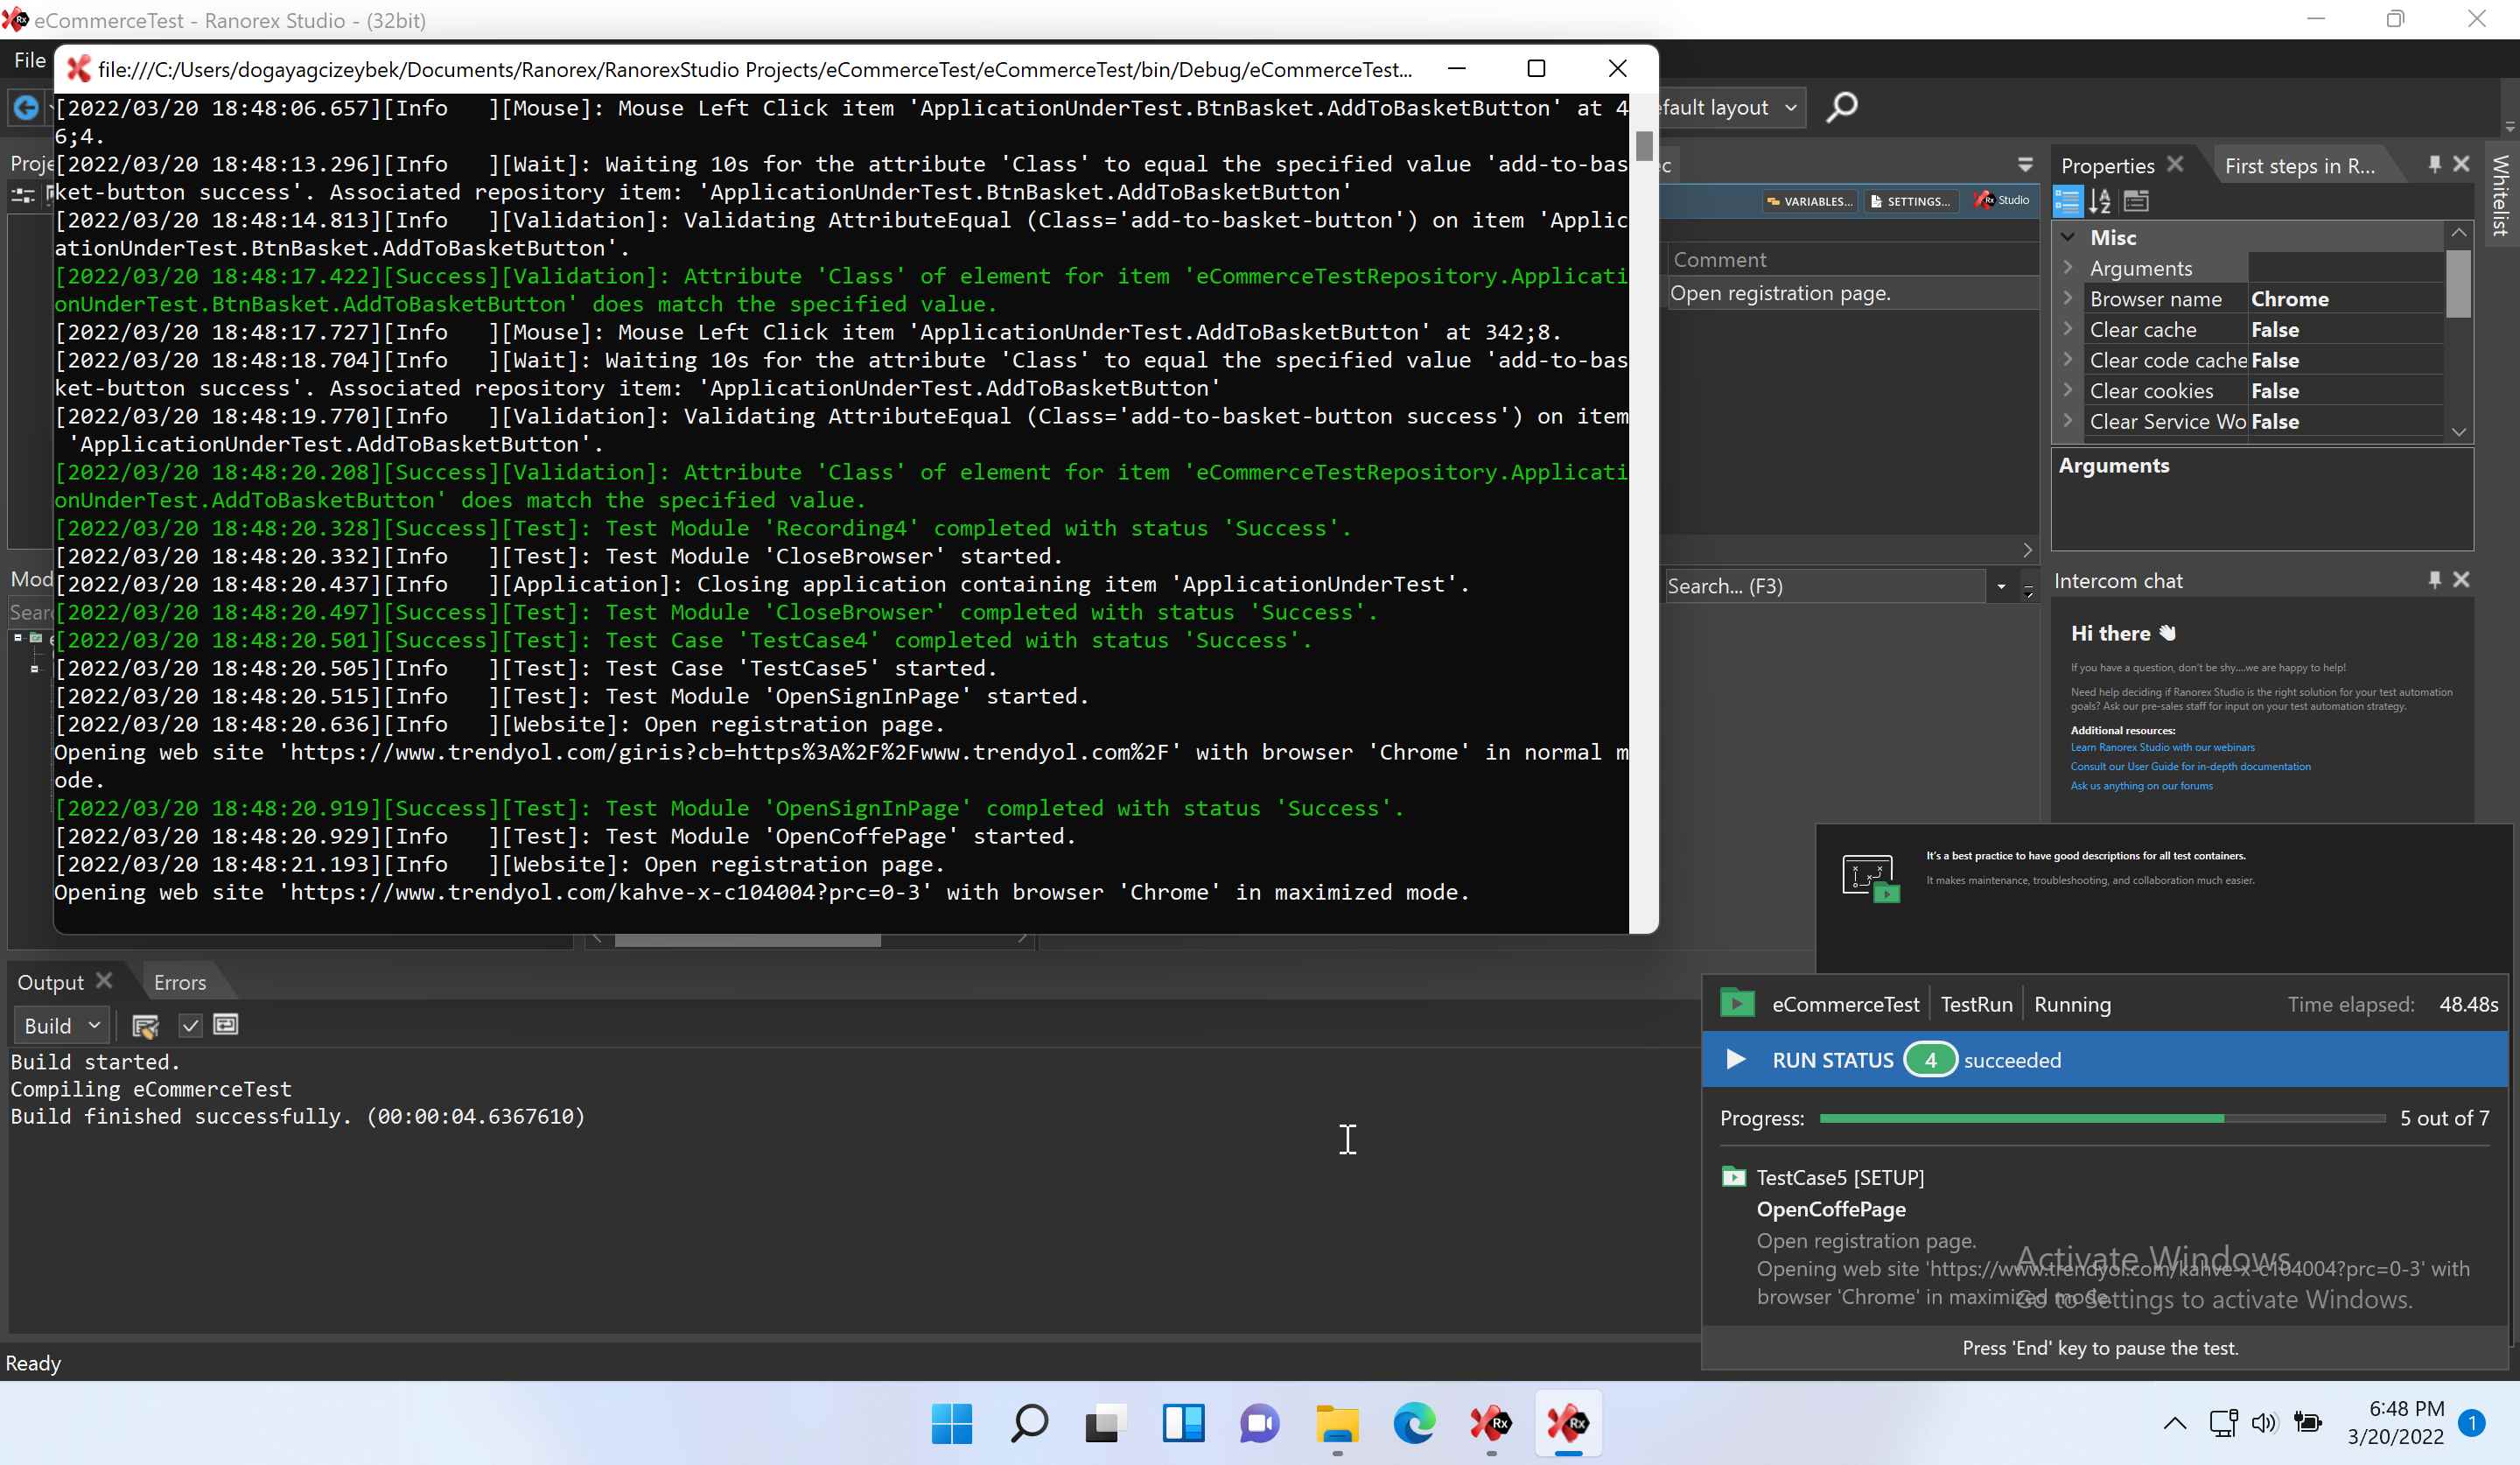 eCommerceTest - Ranorex Studio - (32bit)
File
file:///C:/Users/dogayagcizeybek/Documents/Ranorex/RanorexStudio Projects/eCommerceTest/eCommerceTest/bin/Debug/eCommerceTest...
[2022/03/20 18:48:06.657][Info   ][Mouse]: Mouse Left Click item 'ApplicationUnderTest.BtnBasket.AddToBasketButton' at 4
6;4.
[2022/03/20 18:48:13.296][Info   ][Wait]: Waiting 10s for the attribute 'Class' to equal the specified value 'add-to-bas
ket-button success'. Associated repository item: 'ApplicationUnderTest.BtnBasket.AddToBasketButton'
[2022/03/20 18:48:14.813][Info   ][Validation]: Validating AttributeEqual (Class='add-to-basket-button') on item 'Applic
ationUnderTest.BtnBasket.AddToBasketButton'.
[2022/03/20 18:48:17.422][Success][Validation]: Attribute 'Class' of element for item 'eCommerceTestRepository.Applicati
onUnderTest.BtnBasket.AddToBasketButton' does match the specified value.
[2022/03/20 18:48:17.727][Info   ][Mouse]: Mouse Left Click item 'ApplicationUnderTest.AddToBasketButton' at 342;8.
[2022/03/20 18:48:18.704][Info   ][Wait]: Waiting 10s for the attribute 'Class' to equal the specified value 'add-to-bas
ket-button success'. Associated repository item: 'ApplicationUnderTest.AddToBasketButton'
[2022/03/20 18:48:19.770][Info   ][Validation]: Validating AttributeEqual (Class='add-to-basket-button success') on item
'ApplicationUnderTest.AddToBasketButton'.
[2022/03/20 18:48:20.208][Success][Validation]: Attribute 'Class' of element for item 'eCommerceTestRepository.Applicati
onUnderTest.AddToBasketButton' does match the specified value.
[2022/03/20 18:48:20.328][Success][Test]: Test Module 'Recording4' completed with status 'Success'.
[2022/03/20 18:48:20.332][Info   ][Test]: Test Module 'CloseBrowser' started.
[2022/03/20 18:48:20.437][Info   ][Application]: Closing application containing item 'ApplicationUnderTest'.
[2022/03/20 18:48:20.497][Success][Test]: Test Module 'CloseBrowser' completed with status 'Success'.
[2022/03/20 18:48:20.501][Success][Test]: Test Case 'TestCase4' completed with status 'Success'.
[2022/03/20 18:48:20.505][Info   ][Test]: Test Case 'TestCase5' started.
[2022/03/20 18:48:20.515][Info   ][Test]: Test Module 'OpenSignInPage' started.
[2022/03/20 18:48:20.636][Info   ][Website]: Open registration page.
Opening web site 'https://www.trendyol.com/giris?cb=https%3A%2F%2Fwww.trendyol.com%2F' with browser 'Chrome' in normal m
ode.
[2022/03/20 18:48:20.919][Success][Test]: Test Module 'OpenSignInPage' completed with status 'Success'.
[2022/03/20 18:48:20.929][Info   ][Test]: Test Module 'OpenCoffePage' started.
[2022/03/20 18:48:21.193][Info   ][Website]: Open registration page.
Opening web site 'https://www.trendyol.com/kahve-x-c104004?prc=0-3' with browser 'Chrome' in maximized mode.
Proje
Mod
Sear
efault layout
VARIABLES... SETTINGS... Studio
Comment
Open registration page.
Search... (F3)
Properties First steps in R...
Whitelist
Misc
Arguments
Browser name Chrome
Clear cache False
Clear code cache False
Clear cookies False
Clear Service Wo False
Arguments
Intercom chat
Hi there 👋
If you have a question, don't be shy....we are happy to help!
Need help deciding if Ranorex Studio is the right solution for your test automation
goals? Ask our pre-sales staff for input on your test automation strategy.
Additional resources:
Learn Ranorex Studio with our webinars
Consult our User Guide for in-depth documentation
Ask us anything on our forums
It's a best practice to have good descriptions for all test containers.
It makes maintenance, troubleshooting, and collaboration much easier.
Output Errors
Build
Build started.
Compiling eCommerceTest
Build finished successfully. (00:00:04.6367610)
eCommerceTest TestRun Running Time elapsed: 48.48s
RUN STATUS 4 succeeded
Progress: 5 out of 7
TestCase5 [SETUP]
OpenCoffePage
Open registration page.
Opening web site 'https://www.trendyol.com/kahve-x-c104004?prc=0-3' with
browser 'Chrome' in maximized mode.
Activate Windows
Go to Settings to activate Windows.
Press 'End' key to pause the test.
Ready
6:48 PM
3/20/2022
1